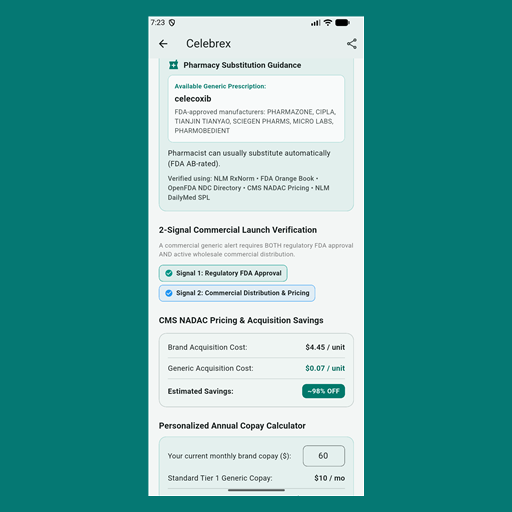 7:23
Celebrex
Pharmacy Substitution Guidance
Available Generic Prescription:
celecoxib
FDA-approved manufacturers: PHARMAZONE, CIPLA,
TIANJIN TIANYAO, SCIEGEN PHARMS, MICRO LABS,
PHARMOBEDIENT
Pharmacist can usually substitute automatically
(FDA AB-rated).
Verified using: NLM RxNorm • FDA Orange Book •
OpenFDA NDC Directory • CMS NADAC Pricing • NLM
DailyMed SPL
2-Signal Commercial Launch Verification
A commercial generic alert requires BOTH regulatory FDA approval
AND active wholesale commercial distribution.
Signal 1: Regulatory FDA Approval
Signal 2: Commercial Distribution & Pricing
CMS NADAC Pricing & Acquisition Savings
Brand Acquisition Cost: $4.45 / unit
Generic Acquisition Cost: $0.07 / unit
Estimated Savings: ~98% OFF
Personalized Annual Copay Calculator
Your current monthly brand copay ($): 60
Standard Tier 1 Generic Copay: $10 / mo